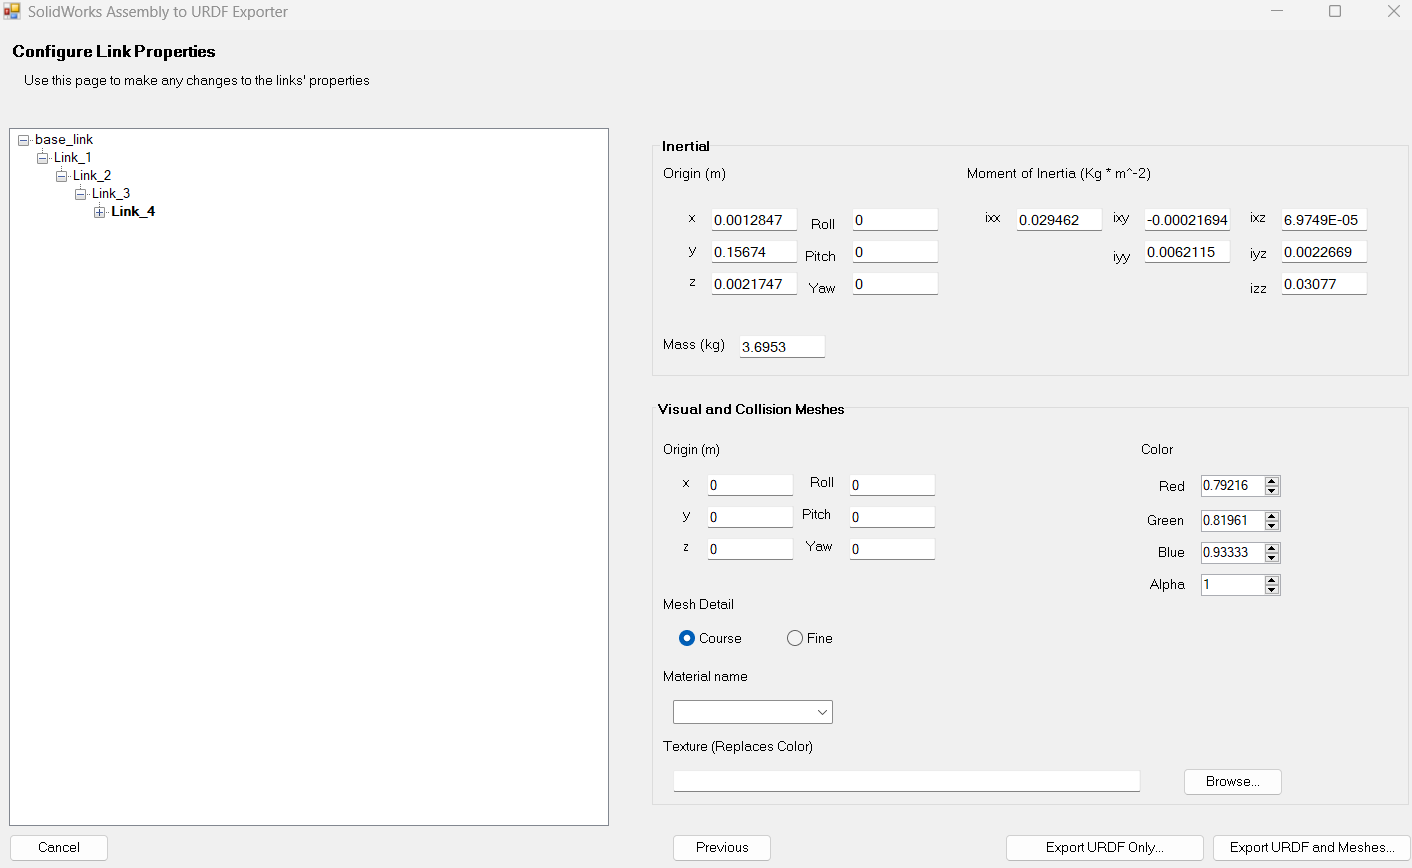 SolidWorks Assembly to URDF Exporter
Configure Link Properties
Use this page to make any changes to the links' properties
base_link
Link_1
Link_2
Link_3
Link_4
Inertial
Origin (m)
Moment of Inertia (Kg * m^-2)
x 0.0012847 Roll 0 ixx 0.029462 ixy -0.00021694 ixz 6.9749E-05
y 0.15674 Pitch 0 iyy 0.0062115 iyz 0.0022669
z 0.0021747 Yaw 0 izz 0.03077
Mass (kg) 3.6953
Visual and Collision Meshes
Origin (m)
Color
x 0 Roll 0 Red 0.79216
y 0 Pitch 0 Green 0.81961
z 0 Yaw 0 Blue 0.93333
Alpha 1
Mesh Detail
Course Fine
Material name
Texture (Replaces Color)
Browse...
Cancel Previous Export URDF Only... Export URDF and Meshes...